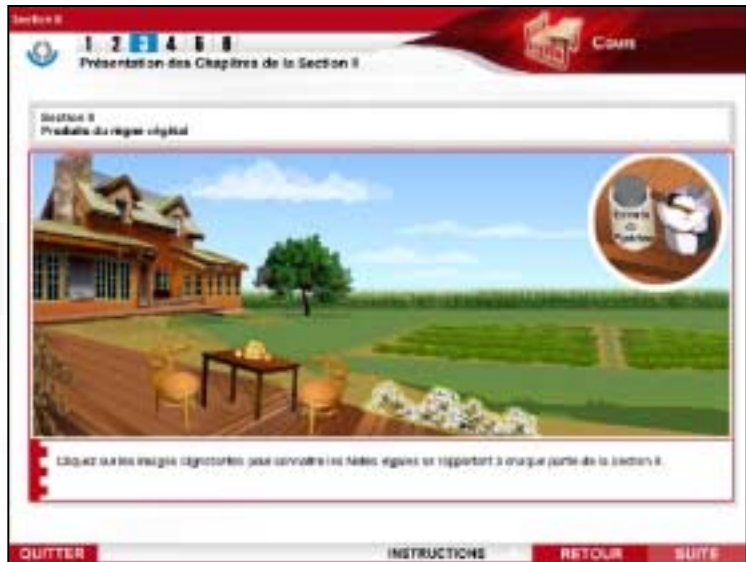 Section II
Cours
1 2 3 4 5 6
Présentation des Chapitres de la Section II
Section II
Produits du règne végétal
Cliquez sur les images clignotantes pour connaître les Notes légales se rapportant à chaque partie de la Section II.
QUITTER
INSTRUCTIONS
RETOUR
SUITE